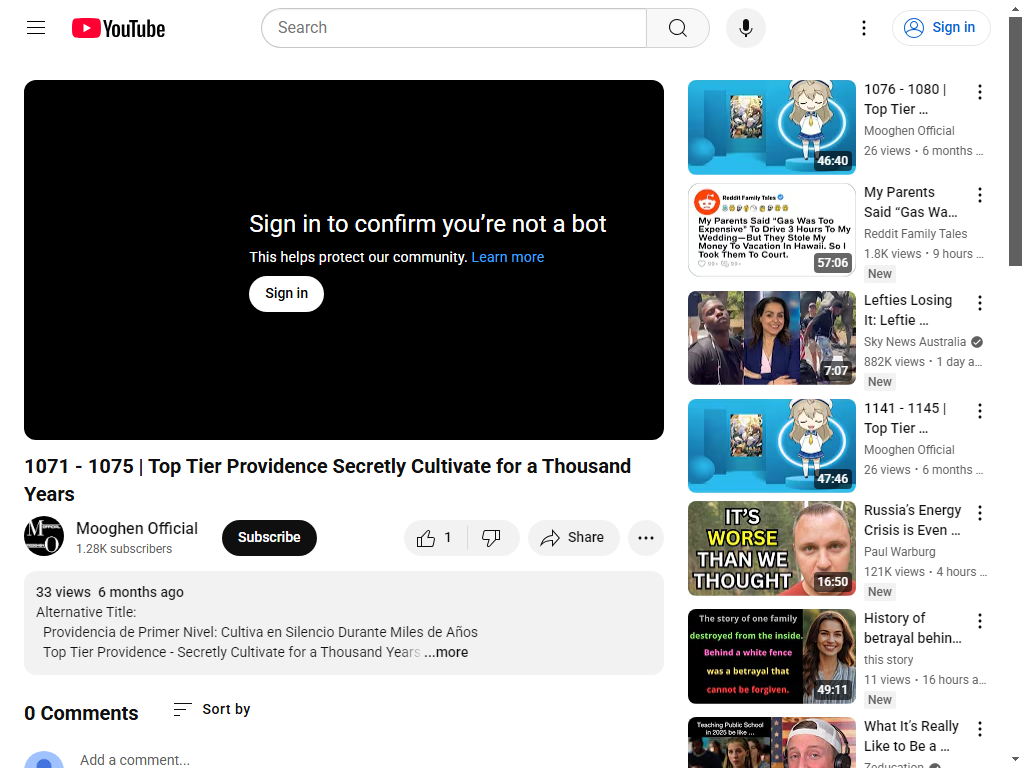 YouTube
Search
Sign in
Sign in to confirm you're not a bot
This helps protect our community. Learn more
Sign in
1071 - 1075 | Top Tier Providence Secretly Cultivate for a Thousand
Years
Mooghen Official
1.28K subscribers
Subscribe
1
Share
33 views 6 months ago
Alternative Title:
Providencia de Primer Nivel: Cultiva en Silencio Durante Miles de Años
Top Tier Providence - Secretly Cultivate for a Thousand Years ...more
0 Comments
Sort by
Add a comment...
46:40
1076 - 1080 |
Top Tier ...
Mooghen Official
26 views • 6 months ...
Reddit Family Tales
My Parents Said "Gas Was Too
Expensive" To Drive 3 Hours To My
Wedding—But They Stole My
Money To Vacation In Hawaii. So I
Took Them To Court.
57:06
My Parents
Said “Gas Wa...
Reddit Family Tales
1.8K views • 9 hours ...
New
7:07
Lefties Losing
It: Leftie ...
Sky News Australia
882K views • 1 day a...
New
47:46
1141 - 1145 |
Top Tier ...
Mooghen Official
26 views • 6 months ...
IT'S
WORSE
THAN WE
THOUGHT
16:50
Russia's Energy
Crisis is Even ...
Paul Warburg
121K views • 4 hours ...
New
The story of one family
destroyed from the inside.
Behind a white fence
was a betrayal that
cannot be forgiven.
49:11
History of
betrayal behin...
this story
11 views • 16 hours a...
New
Teaching Public School
in 2025 be like ...
What It's Really
Like to Be a ...
Zeducation